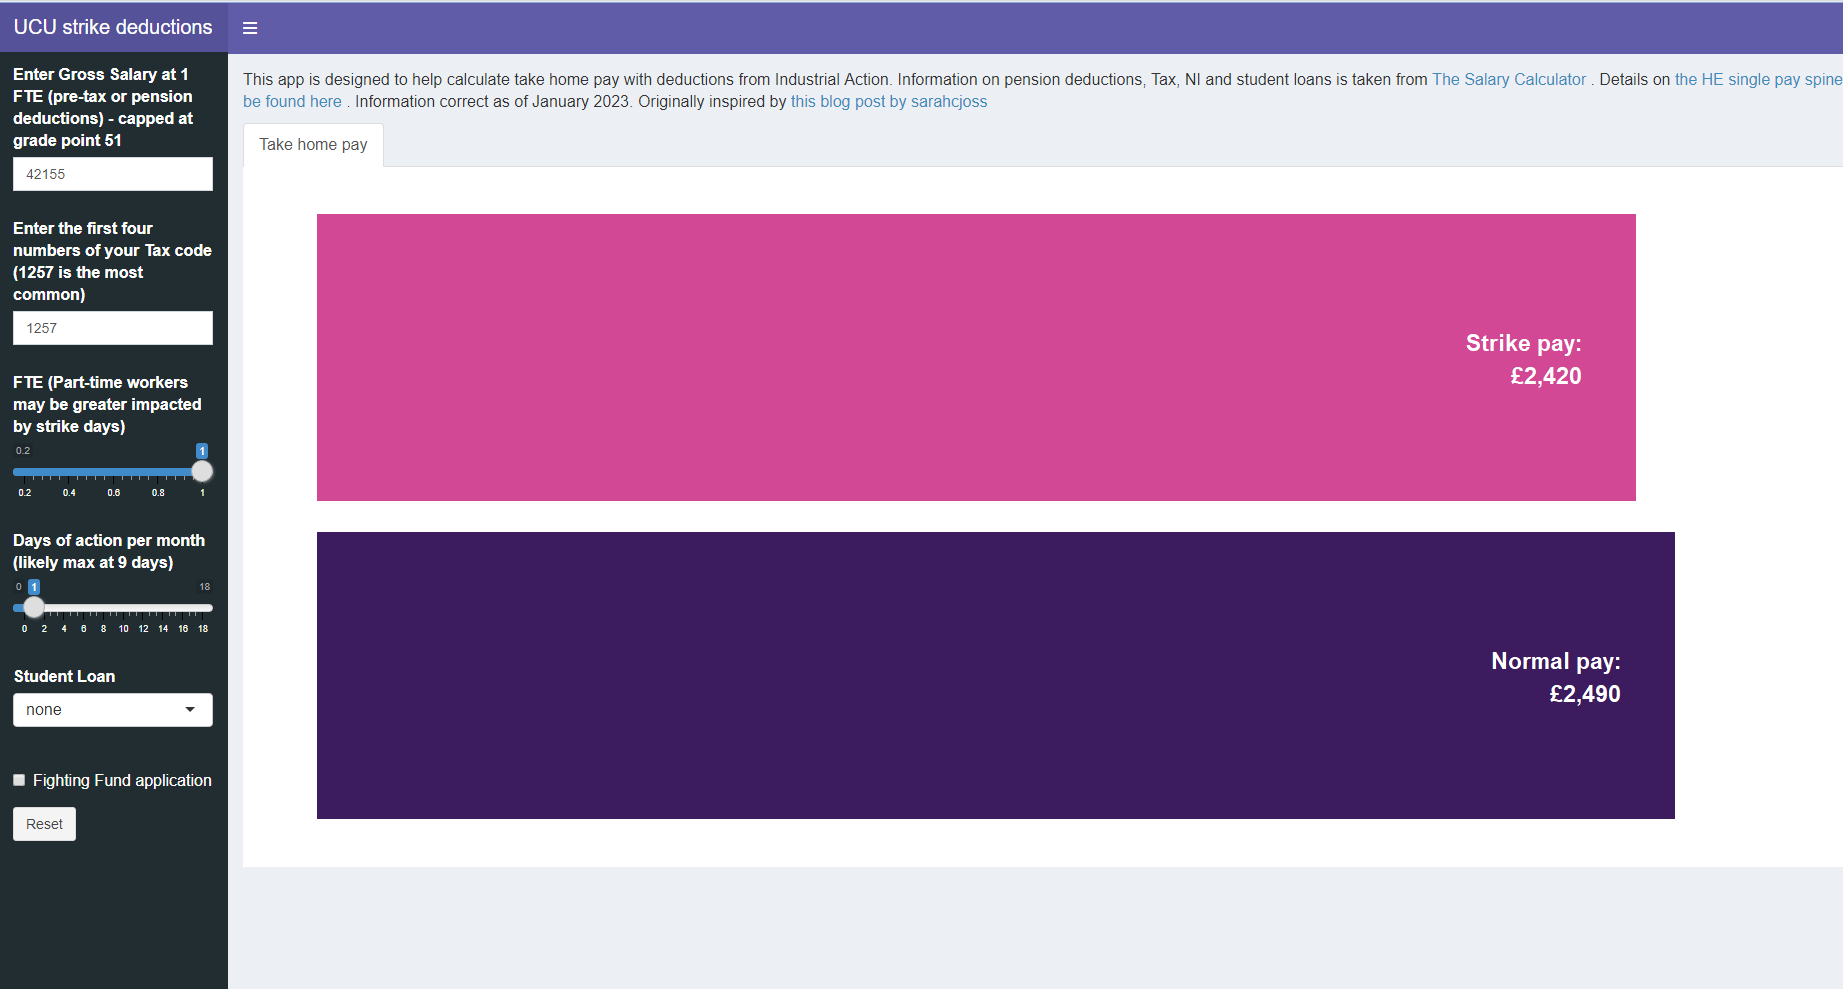 UCU strike deductions
Enter Gross Salary at 1
FTE (pre-tax or pension
deductions) - capped at
grade point 51
42155
Enter the first four
numbers of your Tax code
(1257 is the most
common)
1257
FTE (Part-time workers
may be greater impacted
by strike days)
0.2 1
0.2 0.4 0.6 0.8 1
Days of action per month
(likely max at 9 days)
0 1 18
0 2 4 6 8 10 12 14 16 18
Student Loan
none
Fighting Fund application
Reset
This app is designed to help calculate take home pay with deductions from Industrial Action. Information on pension deductions, Tax, NI and student loans is taken from The Salary Calculator . Details on the HE single pay spine
be found here . Information correct as of January 2023. Originally inspired by this blog post by sarahcjoss
Take home pay
Strike pay:
£2,420
Normal pay:
£2,490